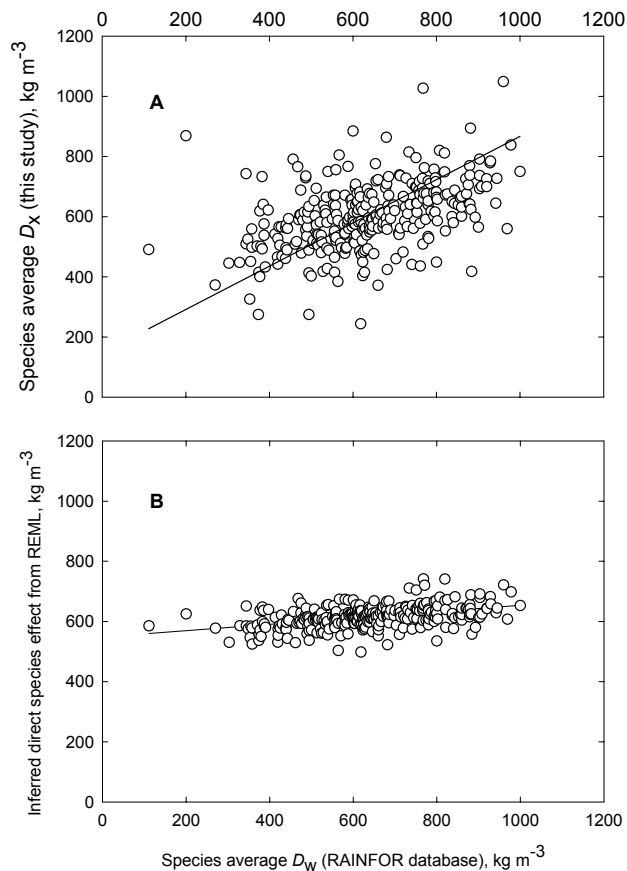 0 200 400 600 800 1000 1200
1200
1000
800
600
400
200
0
Species average Dx (this study), kg m-3
A
1200
1000
800
600
400
200
0
Inferred direct species effect from REML, kg m-3
B
0 200 400 600 800 1000 1200
Species average Dw (RAINFOR database), kg m-3